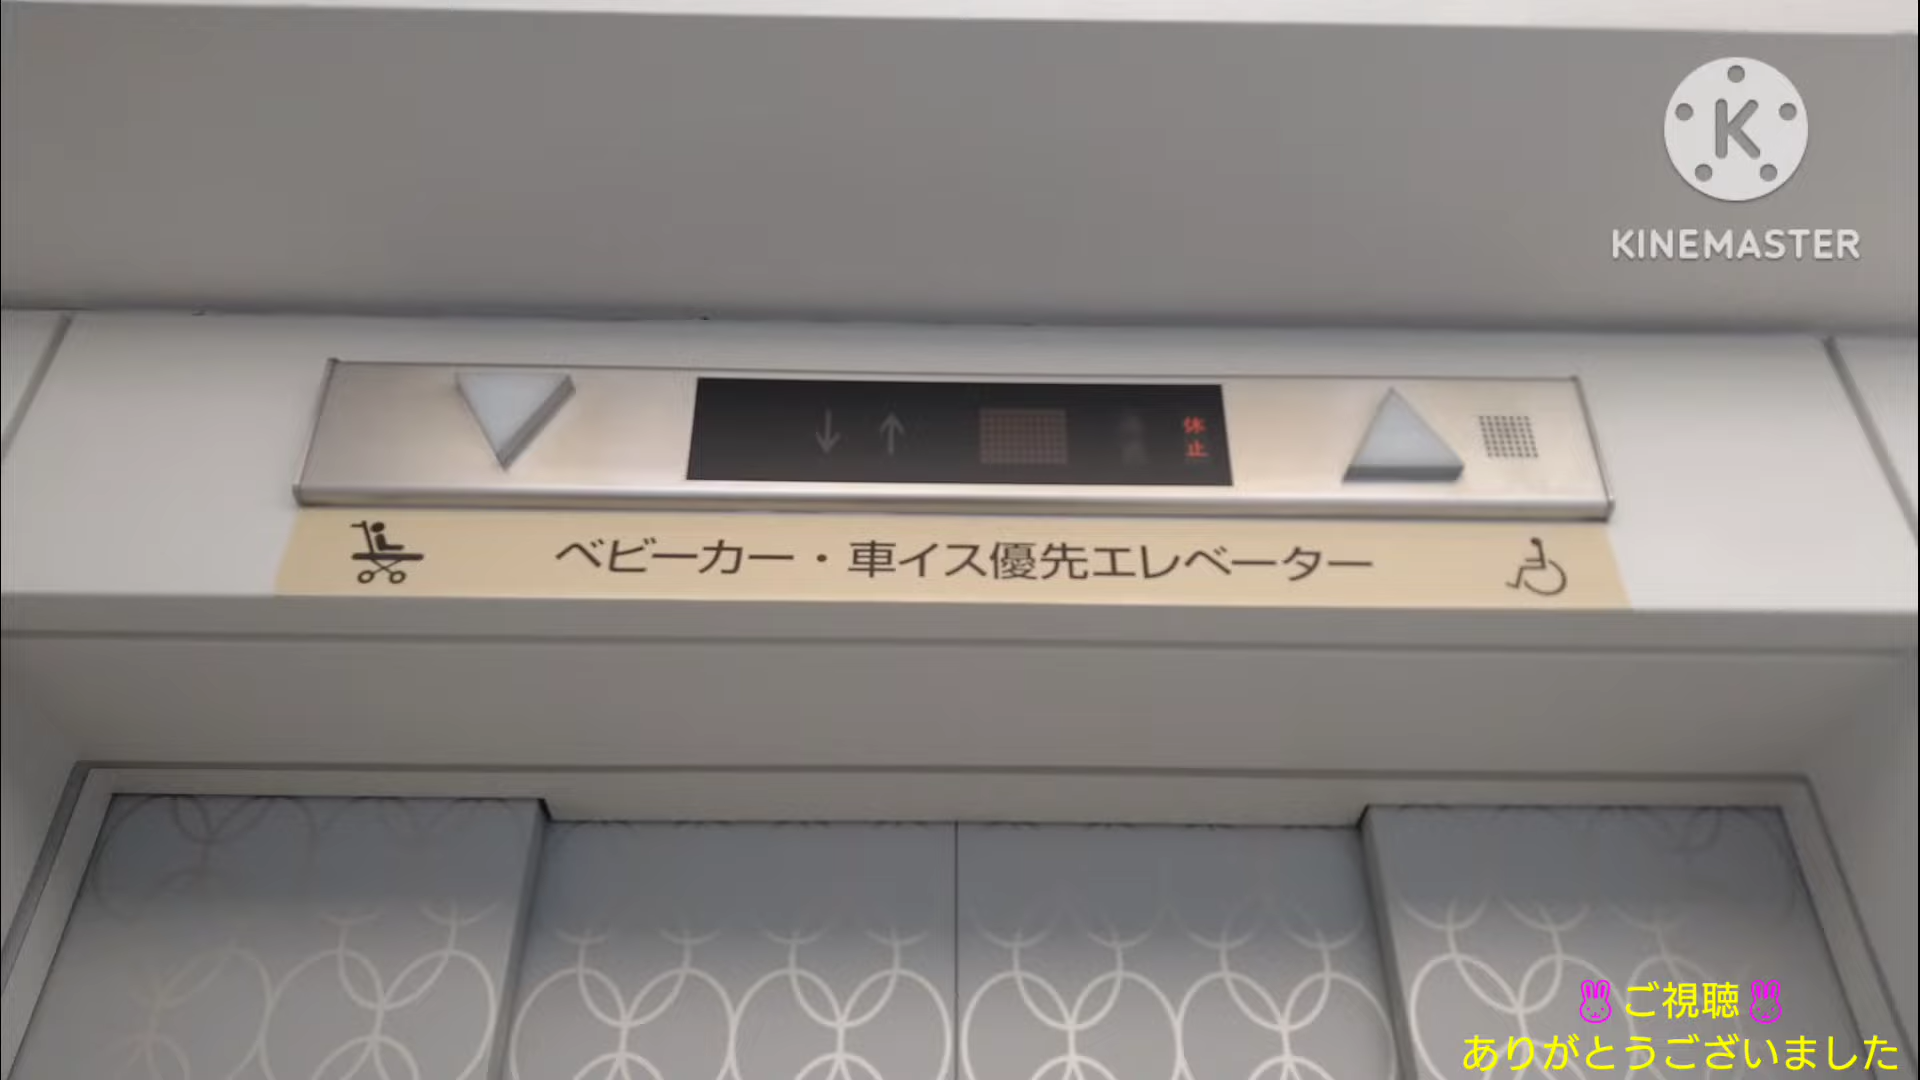 K
KINEMASTER
休
止
ベビーカー・車イス優先エレベーター
ご視聴
ありがとうございました